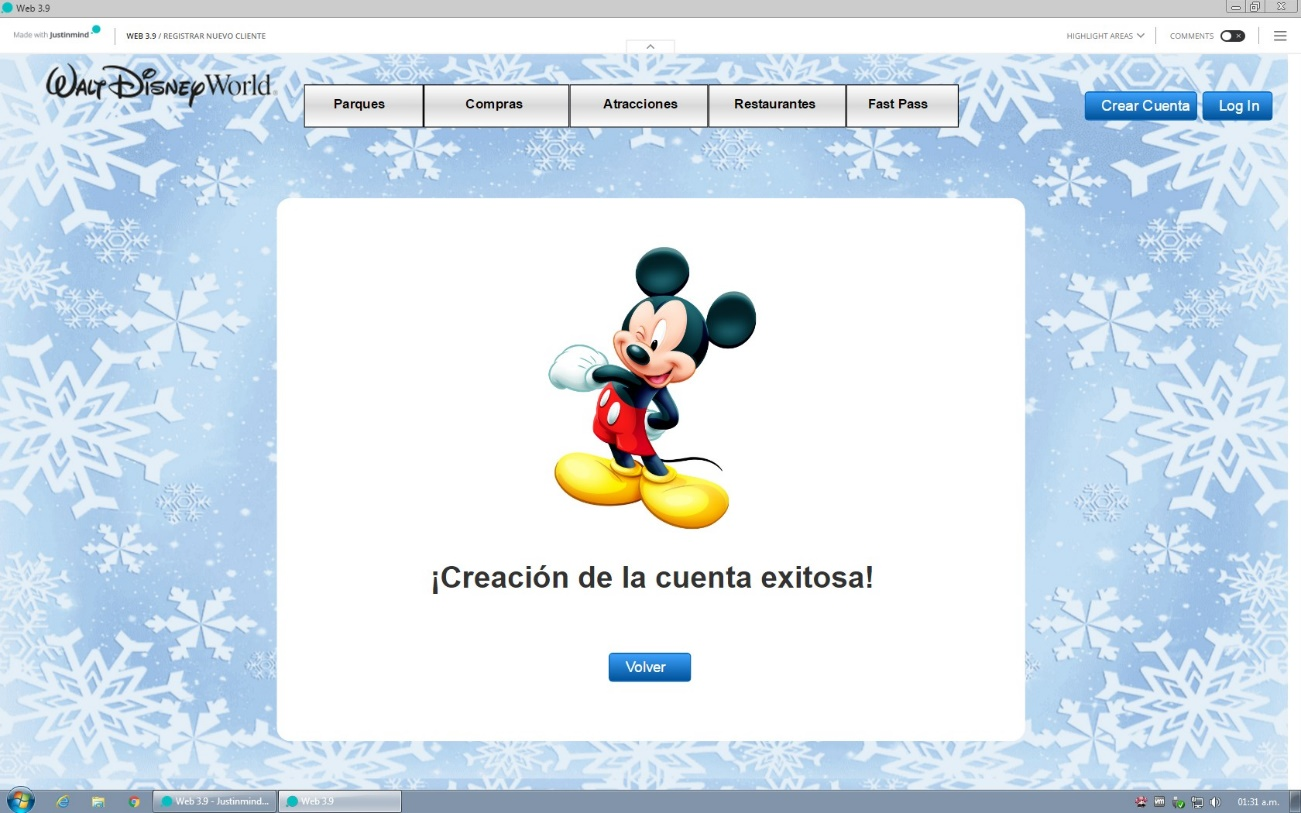 Web 3.9
Made with Justinmind
WEB 3.9 / REGISTRAR NUEVO CLIENTE
HIGHLIGHT AREAS
COMMENTS
WALT DISNEY World
Parques
Compras
Atracciones
Restaurantes
Fast Pass
Crear Cuenta
Log In
¡Creación de la cuenta exitosa!
Volver
Web 3.9 - Justinmind...
Web 3.9
01:31 a.m.